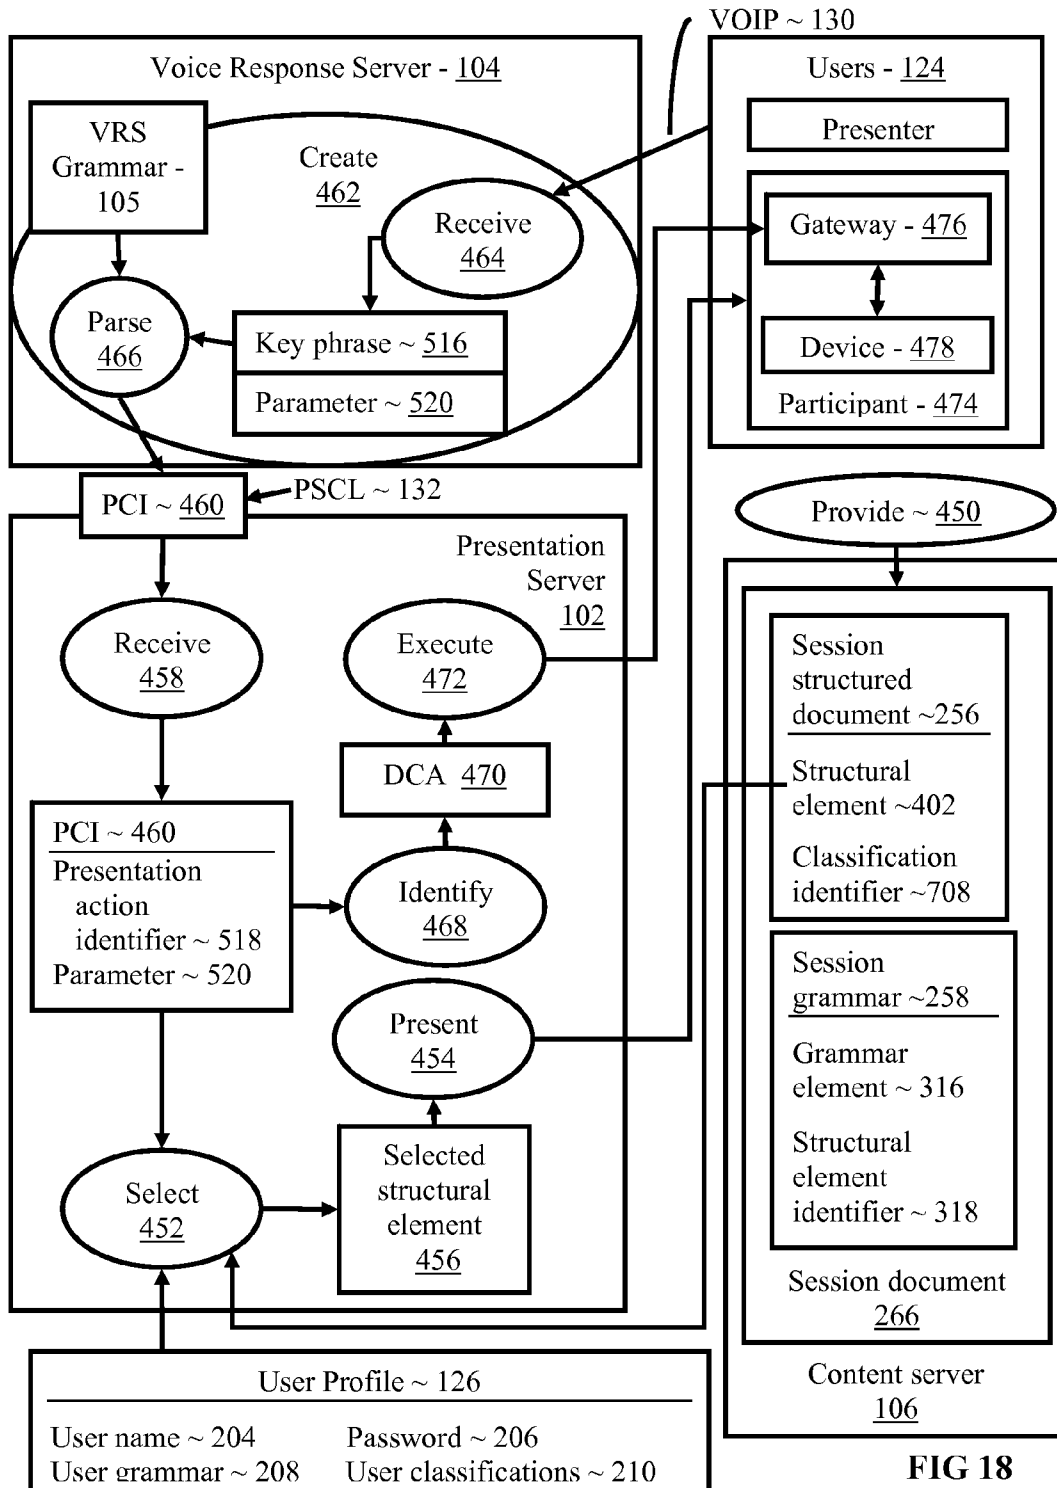 VOIP ~ 130
Voice Response Server - 104
VRS
Grammar -
105
Create
462
Receive
464
Parse
466
Key phrase ~ 516
Parameter ~ 520
Users - 124
Presenter
Gateway - 476
Device - 478
Participant - 474
PCI ~ 460
PSCL ~ 132
Presentation
Server
102
Receive
458
Execute
472
DCA 470
PCI ~ 460
Presentation
action
identifier ~ 518
Parameter ~ 520
Identify
468
Present
454
Select
452
Selected
structural
element
456
Provide ~ 450
Session
structured
document ~256
Structural
element ~402
Classification
identifier ~708
Session
grammar ~258
Grammar
element ~ 316
Structural
element
identifier ~ 318
Session document
266
Content server
106
User Profile ~ 126
User name ~ 204
Password ~ 206
User grammar ~ 208
User classifications ~ 210
FIG 18